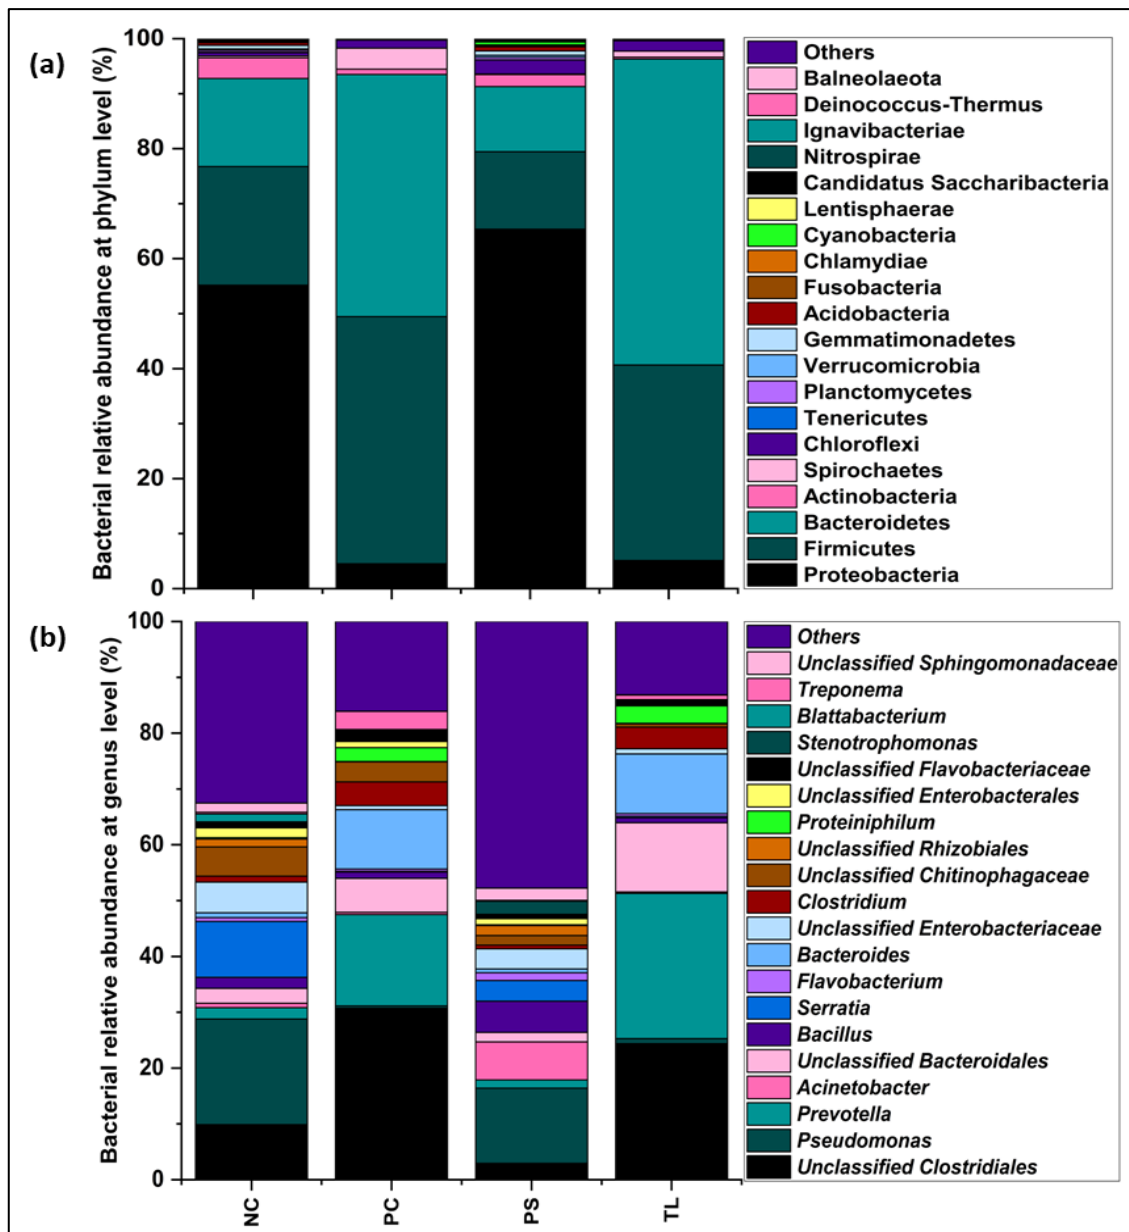 (a)
Bacterial relative abundance at phylum level (%)
100
80
60
40
20
0
Others
Balneolaeota
Deinococcus-Thermus
Ignavibacteriae
Nitrospirae
Candidatus Saccharibacteria
Lentisphaerae
Cyanobacteria
Chlamydiae
Fusobacteria
Acidobacteria
Gemmatimonadetes
Verrucomicrobia
Planctomycetes
Tenericutes
Chloroflexi
Spirochaetes
Actinobacteria
Bacteroidetes
Firmicutes
Proteobacteria
(b)
Bacterial relative abundance at genus level (%)
100
80
60
40
20
0
NC
PC
PS
TL
Others
Unclassified Sphingomonadaceae
Treponema
Blattabacterium
Stenotrophomonas
Unclassified Flavobacteriaceae
Unclassified Enterobacterales
Proteiniphilum
Unclassified Rhizobiales
Unclassified Chitinophagaceae
Clostridium
Unclassified Enterobacteriaceae
Bacteroides
Flavobacterium
Serratia
Bacillus
Unclassified Bacteroidales
Acinetobacter
Prevotella
Pseudomonas
Unclassified Clostridiales